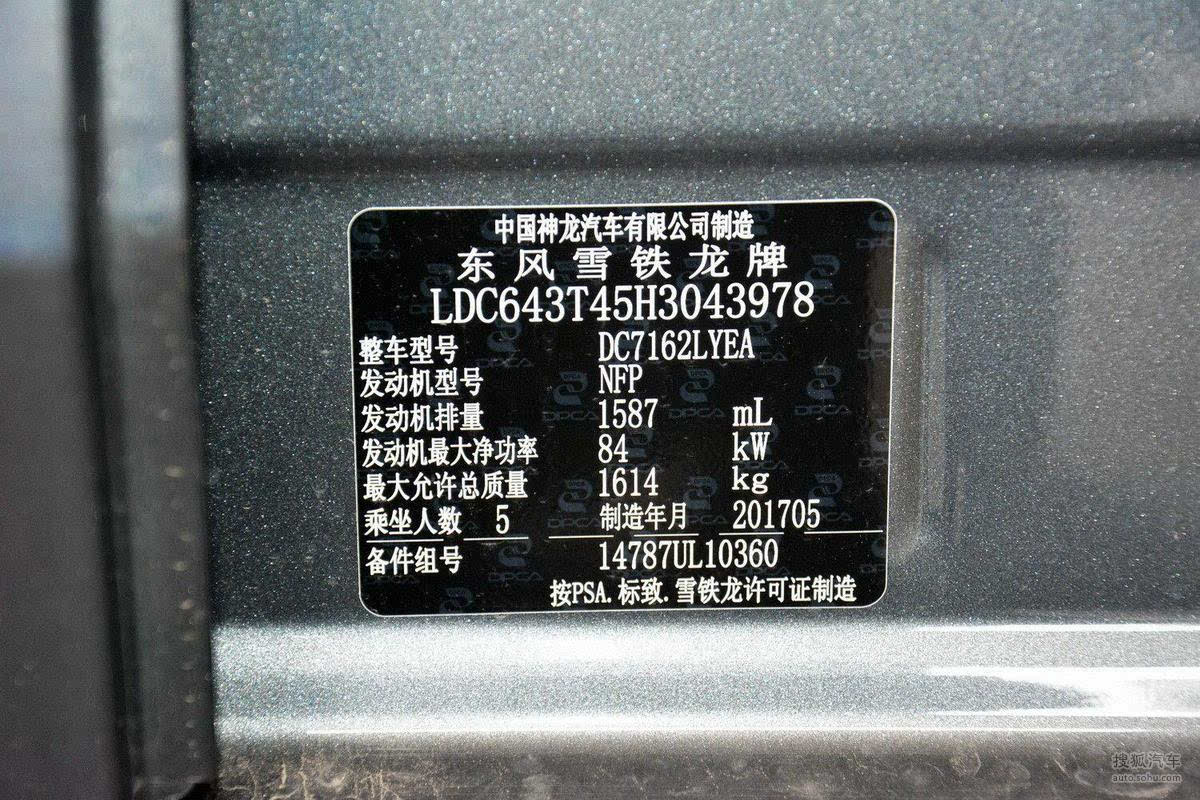 中国神龙汽车有限公司制造
东风雪铁龙牌
LDC643T45H3043978
整车型号 DC7162LYEA
发动机型号 NFP
发动机排量 1587 mL
发动机最大净功率 84 kW
最大允许总质量 1614 kg
乘坐人数 5 制造年月 201705
备件组号 14787UL10360
按PSA.标致.雪铁龙许可证制造
DPCA
搜狐汽车
auto.sohu.com